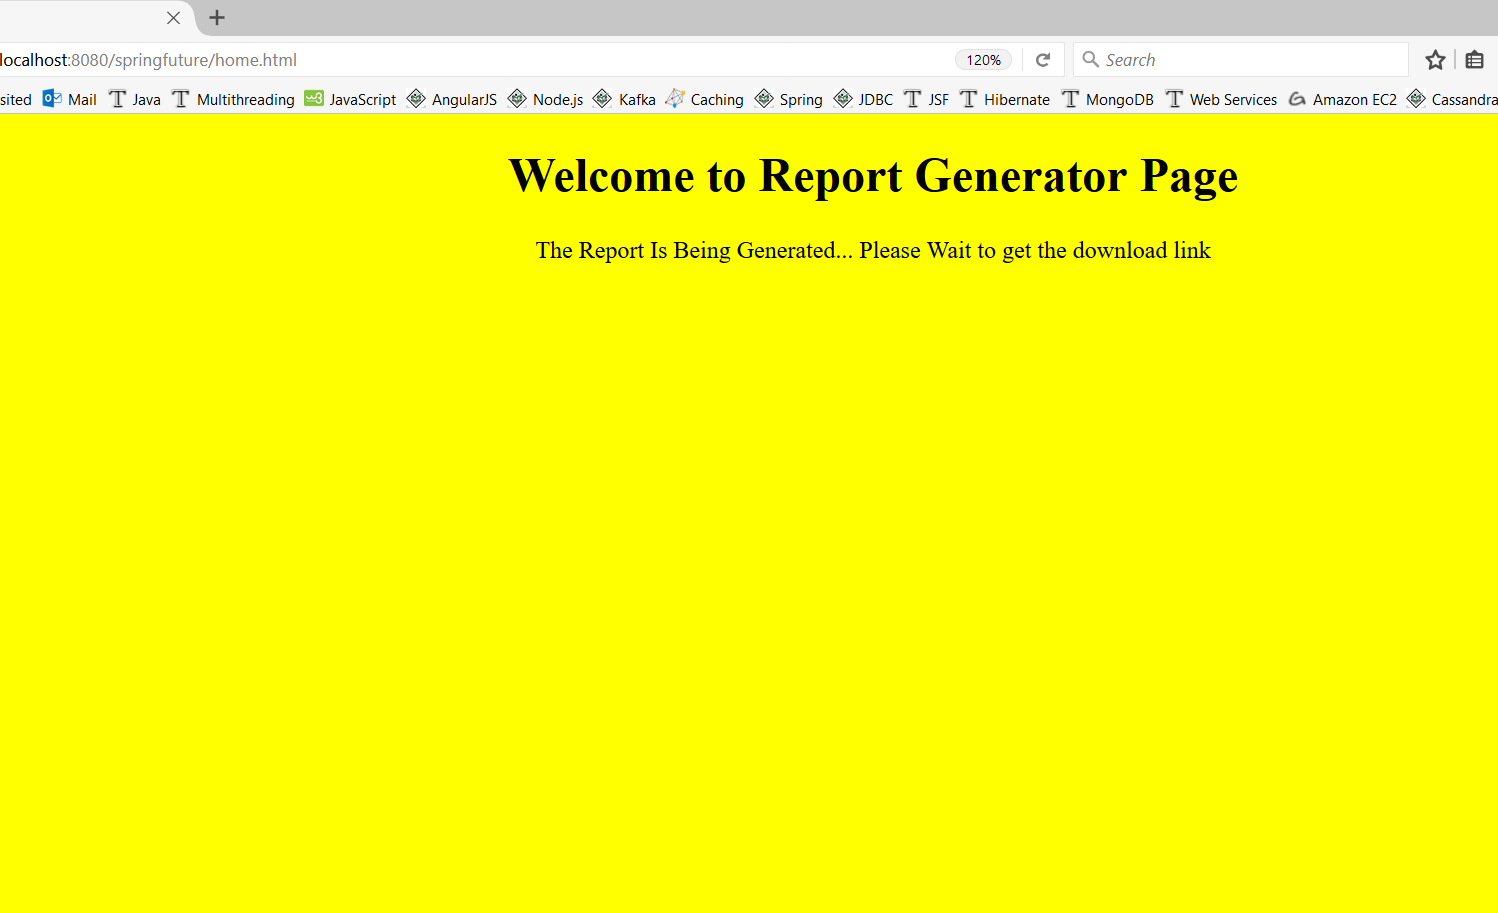 localhost:8080/springfuture/home.html 120% Search
sited Mail Java Multithreading JavaScript AngularJS Node.js Kafka Caching Spring JDBC JSF Hibernate MongoDB Web Services Amazon EC2 Cassandra
Welcome to Report Generator Page
The Report Is Being Generated... Please Wait to get the download link